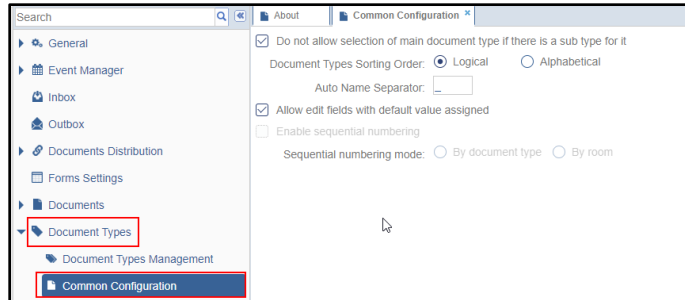 Search
General
Event Manager
Inbox
Outbox
Documents Distribution
Forms Settings
Documents
Document Types
Document Types Management
Common Configuration
About
Common Configuration ×
Do not allow selection of main document type if there is a sub type for it
Document Types Sorting Order: Logical Alphabetical
Auto Name Separator: _
Allow edit fields with default value assigned
Enable sequential numbering
Sequential numbering mode: By document type By room